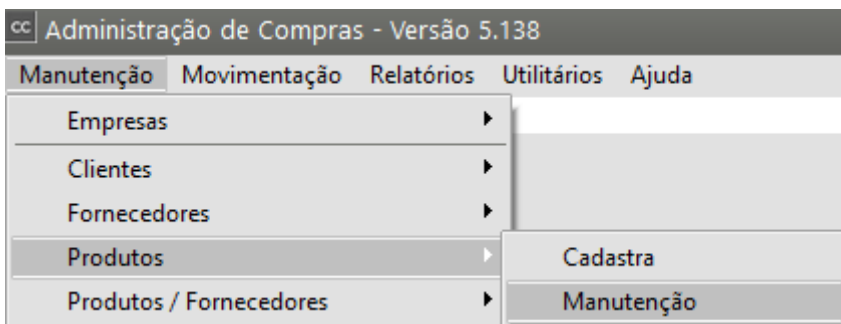 cc Administração de Compras - Versão 5.138
Manutenção Movimentação Relatórios Utilitários Ajuda
Empresas
Clientes
Fornecedores
Produtos
Cadastra
Produtos / Fornecedores
Manutenção